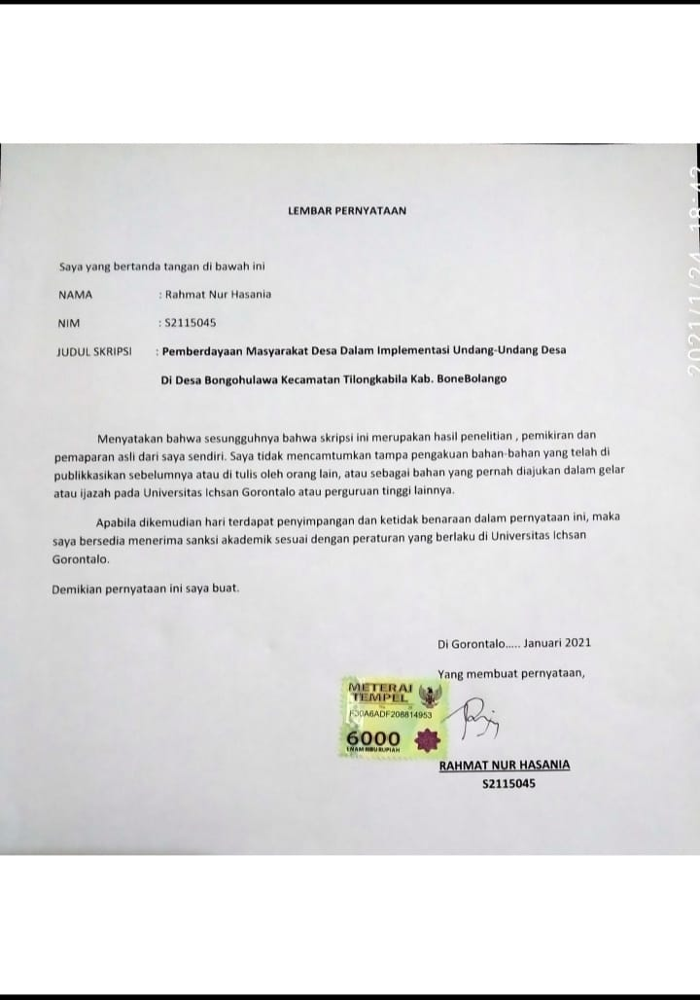 LEMBAR PERNYATAAN
Saya yang bertanda tangan di bawah ini
NAMA : Rahmat Nur Hasania
NIM : S2115045
JUDUL SKRIPSI : Pemberdayaan Masyarakat Desa Dalam Implementasi Undang-Undang Desa
Di Desa Bongohulawa Kecamatan Tilongkabila Kab. BoneBolango
Menyatakan bahwa sesungguhnya bahwa skripsi ini merupakan hasil penelitian , pemikiran dan
pemaparan asli dari saya sendiri. Saya tidak mencamtumkan tampa pengakuan bahan-bahan yang telah di
publikkasikan sebelumnya atau di tulis oleh orang lain, atau sebagai bahan yang pernah diajukan dalam gelar
atau ijazah pada Universitas Ichsan Gorontalo atau perguruan tinggi lainnya.
Apabila dikemudian hari terdapat penyimpangan dan ketidak benaraan dalam pernyataan ini, maka
saya bersedia menerima sanksi akademik sesuai dengan peraturan yang berlaku di Universitas Ichsan
Gorontalo.
Demikian pernyataan ini saya buat.
Di Gorontalo..... Januari 2021
Yang membuat pernyataan,
METERAI
TEMPEL
F30A6ADF208814953
6000
ENAM RIBU RUPIAH
RAHMAT NUR HASANIA
S2115045
2021/1/24 18:42